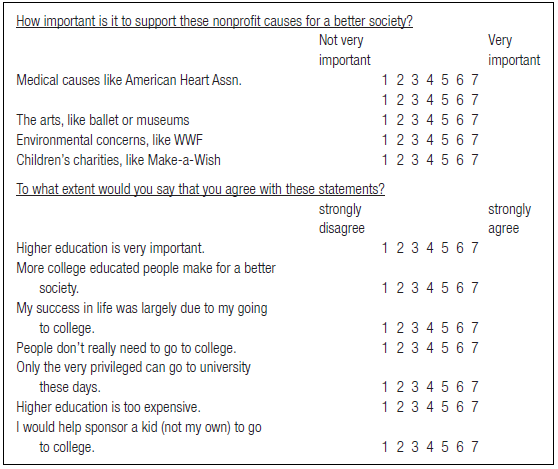 How important is it to support these nonprofit causes for a better society?
Not very Very
important important
Medical causes like American Heart Assn. 1 2 3 4 5 6 7
1 2 3 4 5 6 7
The arts, like ballet or museums 1 2 3 4 5 6 7
Environmental concerns, like WWF 1 2 3 4 5 6 7
Children's charities, like Make-a-Wish 1 2 3 4 5 6 7
To what extent would you say that you agree with these statements?
strongly strongly
disagree agree
Higher education is very important. 1 2 3 4 5 6 7
More college educated people make for a better
society. 1 2 3 4 5 6 7
My success in life was largely due to my going
to college. 1 2 3 4 5 6 7
People don't really need to go to college. 1 2 3 4 5 6 7
Only the very privileged can go to university
these days. 1 2 3 4 5 6 7
Higher education is too expensive. 1 2 3 4 5 6 7
I would help sponsor a kid (not my own) to go
to college. 1 2 3 4 5 6 7